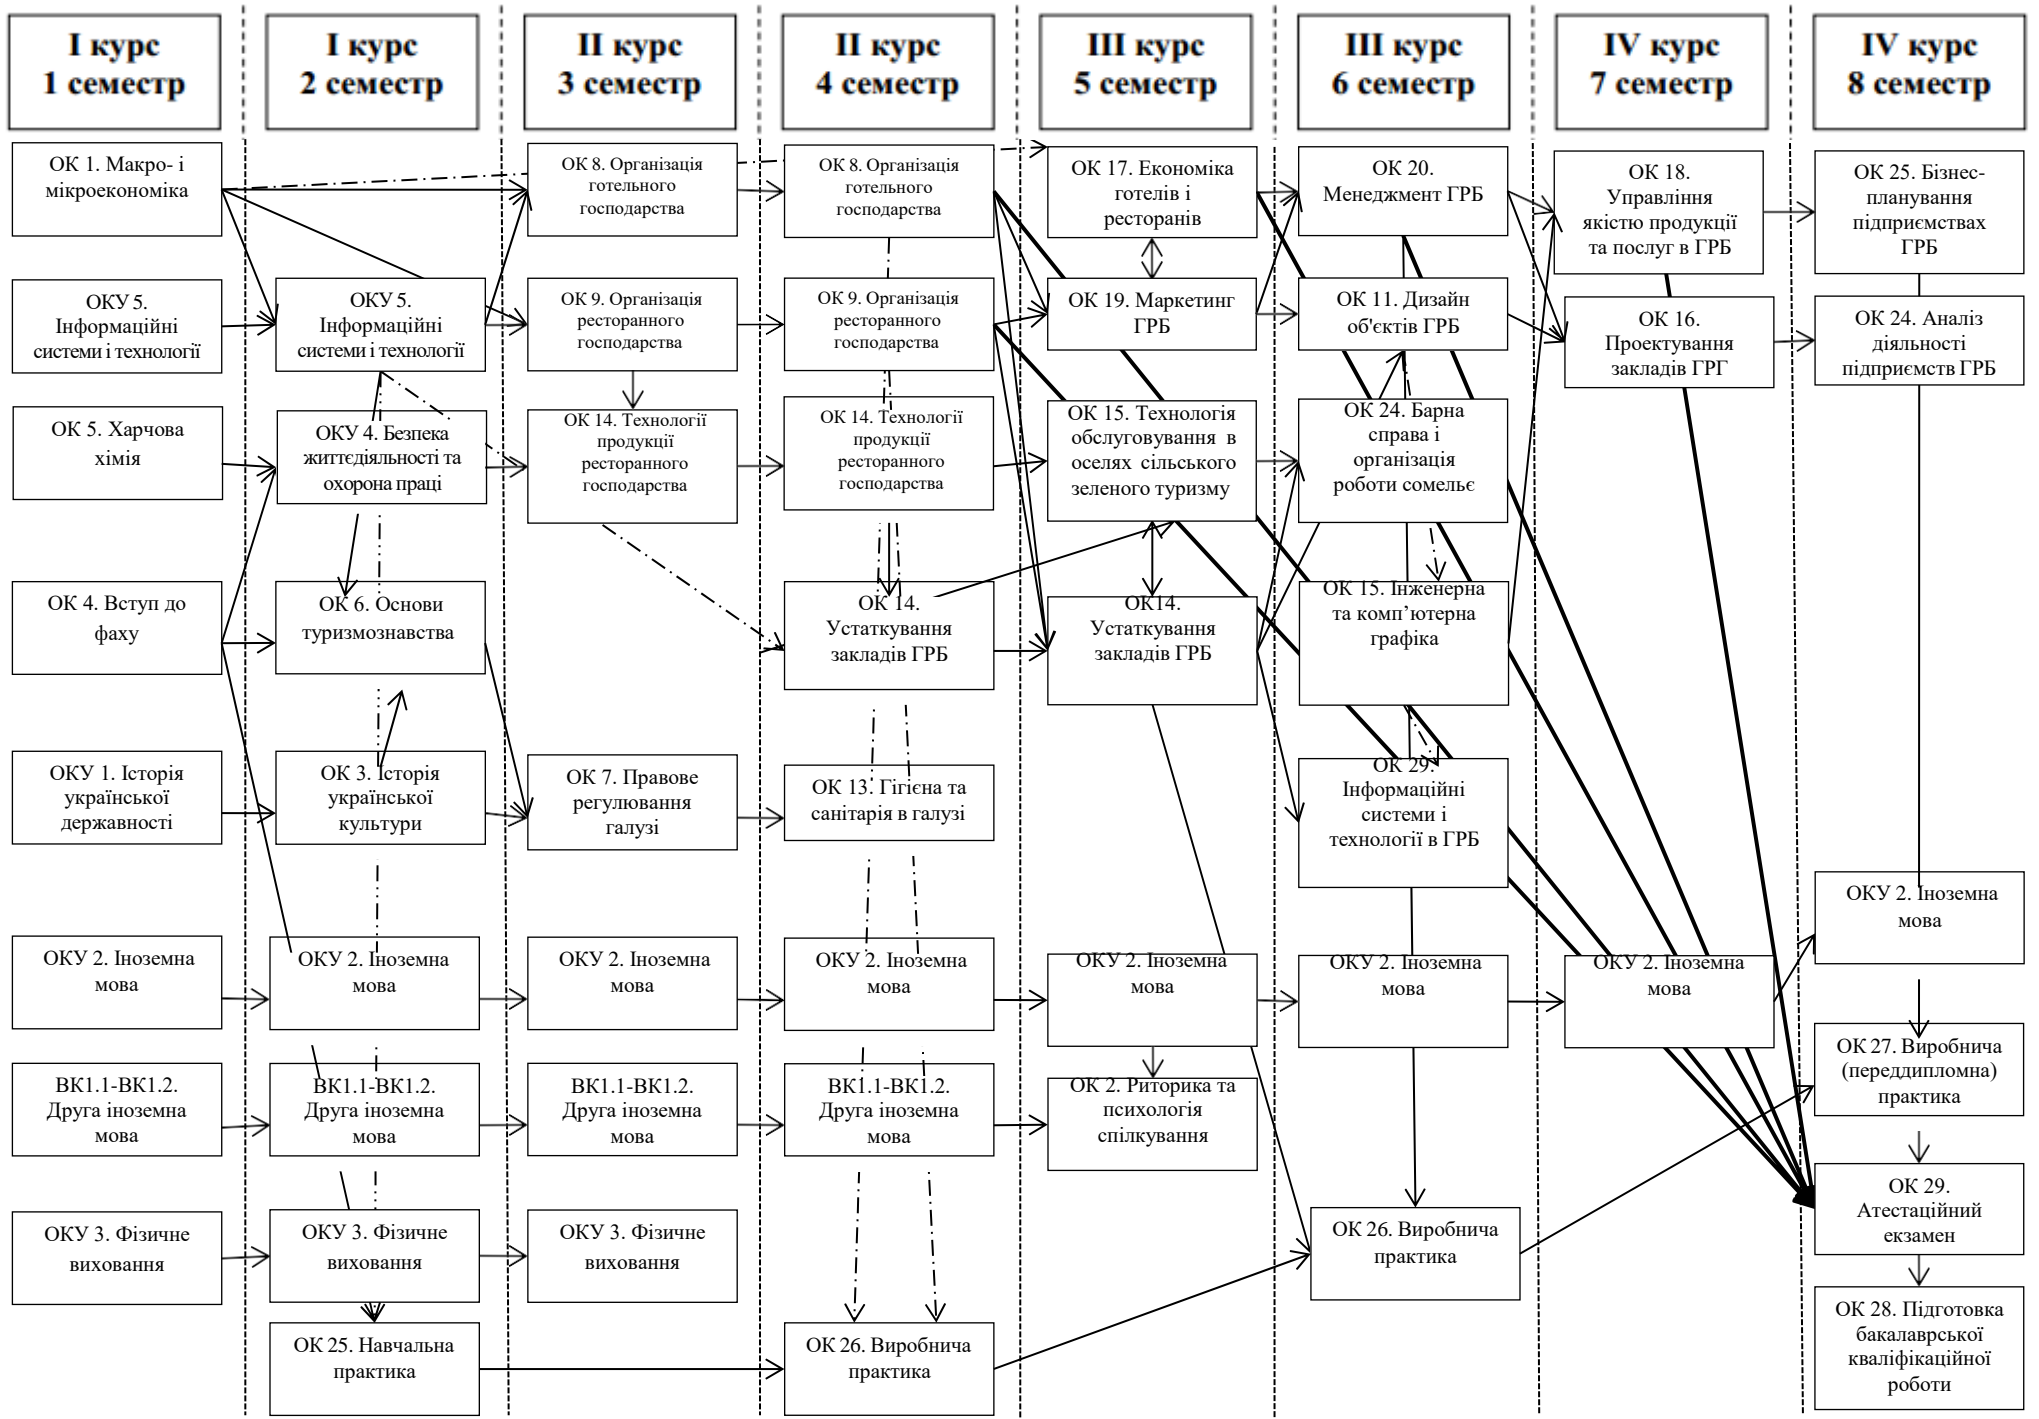 І курс
1 семестр
І курс
2 семестр
ІІ курс
3 семестр
ІІ курс
4 семестр
ІІІ курс
5 семестр
ІІІ курс
6 семестр
IV курс
7 семестр
IV курс
8 семестр
ОК 1. Макро- і
мікроекономіка
ОКУ 5.
Інформаційні
системи і технології
ОК 5. Харчова
хімія
ОК 4. Вступ до
фаху
ОКУ 1. Історія
української
державності
ОКУ 2. Іноземна
мова
ВК1.1-ВК1.2.
Друга іноземна
мова
ОКУ 3. Фізичне
виховання
ОКУ 5.
Інформаційні
системи і технології
ОКУ 4. Безпека
життєдіяльності та
охорона праці
ОК 6. Основи
туризмознавства
ОК 3. Історія
української
культури
ОКУ 2. Іноземна
мова
ВК1.1-ВК1.2.
Друга іноземна
мова
ОКУ 3. Фізичне
виховання
ОК 25. Навчальна
практика
ОК 8. Організація
готельного
господарства
ОК 9. Організація
ресторанного
господарства
ОК 14. Технології
продукції
ресторанного
господарства
ОК 7. Правове
регулювання
галузі
ОКУ 2. Іноземна
мова
ВК1.1-ВК1.2.
Друга іноземна
мова
ОКУ 3. Фізичне
виховання
ОК 8. Організація
готельного
господарства
ОК 9. Організація
ресторанного
господарства
ОК 14. Технології
продукції
ресторанного
господарства
ОК 14.
Устаткування
закладів ГРБ
ОК 13. Гігієна та
санітарія в галузі
ОКУ 2. Іноземна
мова
ВК1.1-ВК1.2.
Друга іноземна
мова
ОК 26. Виробнича
практика
ОК 17. Економіка
готелів і
ресторанів
ОК 19. Маркетинг
ГРБ
ОК 15. Технологія
обслуговування в
оселях сільського
зеленого туризму
ОК14.
Устаткування
закладів ГРБ
ОКУ 2. Іноземна
мова
ОК 2. Риторика та
психологія
спілкування
ОК 20.
Менеджмент ГРБ
ОК 11. Дизайн
об'єктів ГРБ
ОК 24. Барна
справа і
організація
роботи сомельє
ОК 15. Інженерна
та комп’ютерна
графіка
ОК 29.
Інформаційні
системи і
технології в ГРБ
ОКУ 2. Іноземна
мова
ОК 26. Виробнича
практика
ОК 18.
Управління
якістю продукції
та послуг в ГРБ
ОК 16.
Проектування
закладів ГРГ
ОКУ 2. Іноземна
мова
ОК 25. Бізнес-
планування
підприємствах
ГРБ
ОК 24. Аналіз
діяльності
підприємств ГРБ
ОКУ 2. Іноземна
мова
ОК 27. Виробнича
(переддипломна)
практика
ОК 29.
Атестаційний
екзамен
ОК 28. Підготовка
бакалаврської
кваліфікаційної
роботи